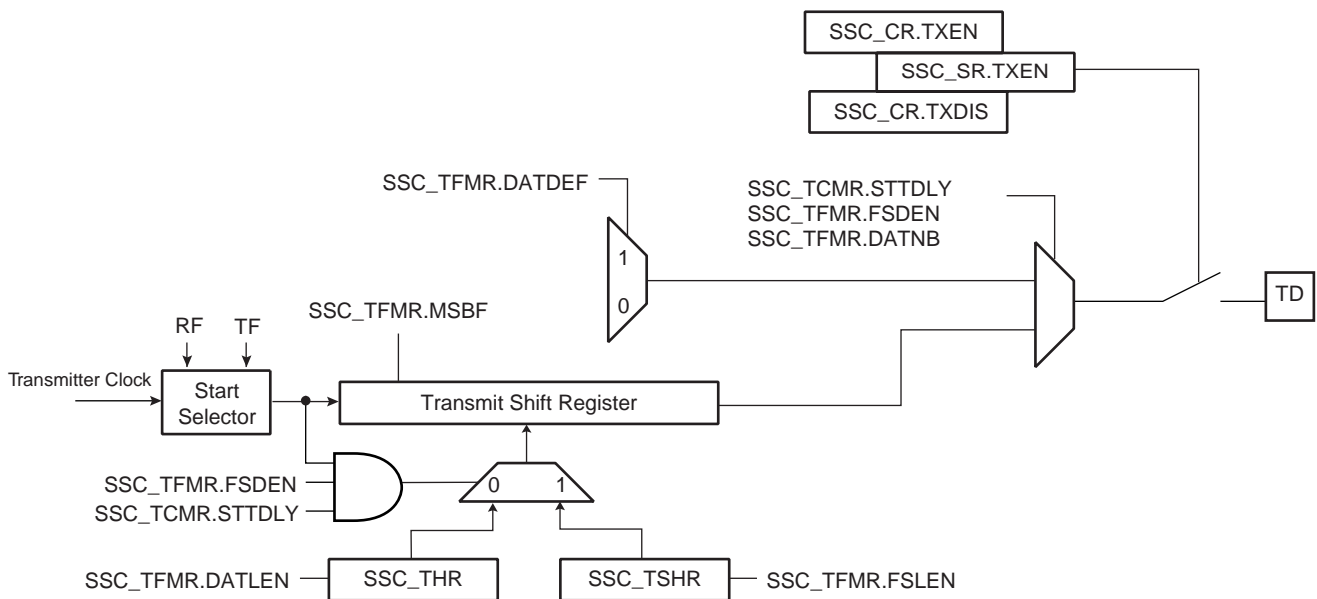 SSC_CR.TXEN
SSC_SR.TXEN
SSC_CR.TXDIS
SSC_TFMR.DATDEF
SSC_TCMR.STTDLY
SSC_TFMR.FSDEN
SSC_TFMR.DATNB
1
0
TD
SSC_TFMR.MSBF
RF
TF
Transmitter Clock
Start
Selector
Transmit Shift Register
SSC_TFMR.FSDEN
SSC_TCMR.STTDLY
0
1
SSC_TFMR.DATLEN
SSC_THR
SSC_TSHR
SSC_TFMR.FSLEN